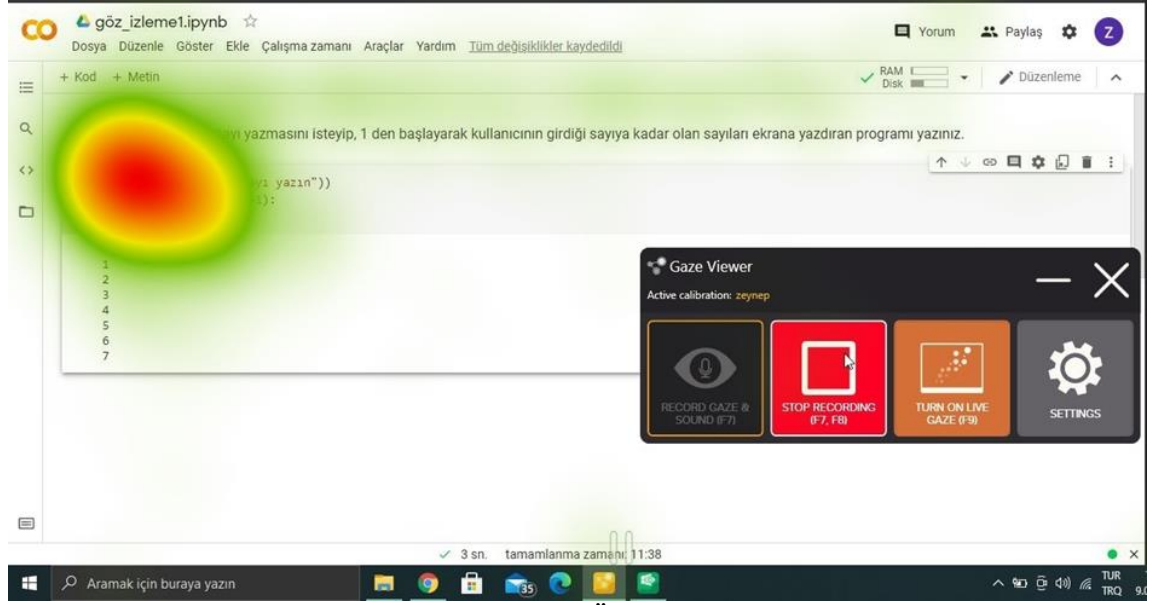 göz_izleme1.ipynb
Dosya Düzenle Göster Ekle Çalışma zamanı Araçlar Yardım Tüm değişiklikler kaydedildi
Yorum
Paylaş
Z
+ Kod + Metin
RAM
Disk
Düzenleme
yazmasını isteyip, 1 den başlayarak kullanıcının girdiği sayıya kadar olan sayıları ekrana yazdıran programı yazınız.
yazın"))
):
1
2
3
4
5
6
7
Gaze Viewer
Active calibration: zeynep
RECORD GAZE &
SOUND (F7)
STOP RECORDING
(F7, F8)
TURN ON LIVE
GAZE (F9)
SETTINGS
3 sn. tamamlanma zamanı: 11:38
Aramak için buraya yazın
35
TUR
TRQ